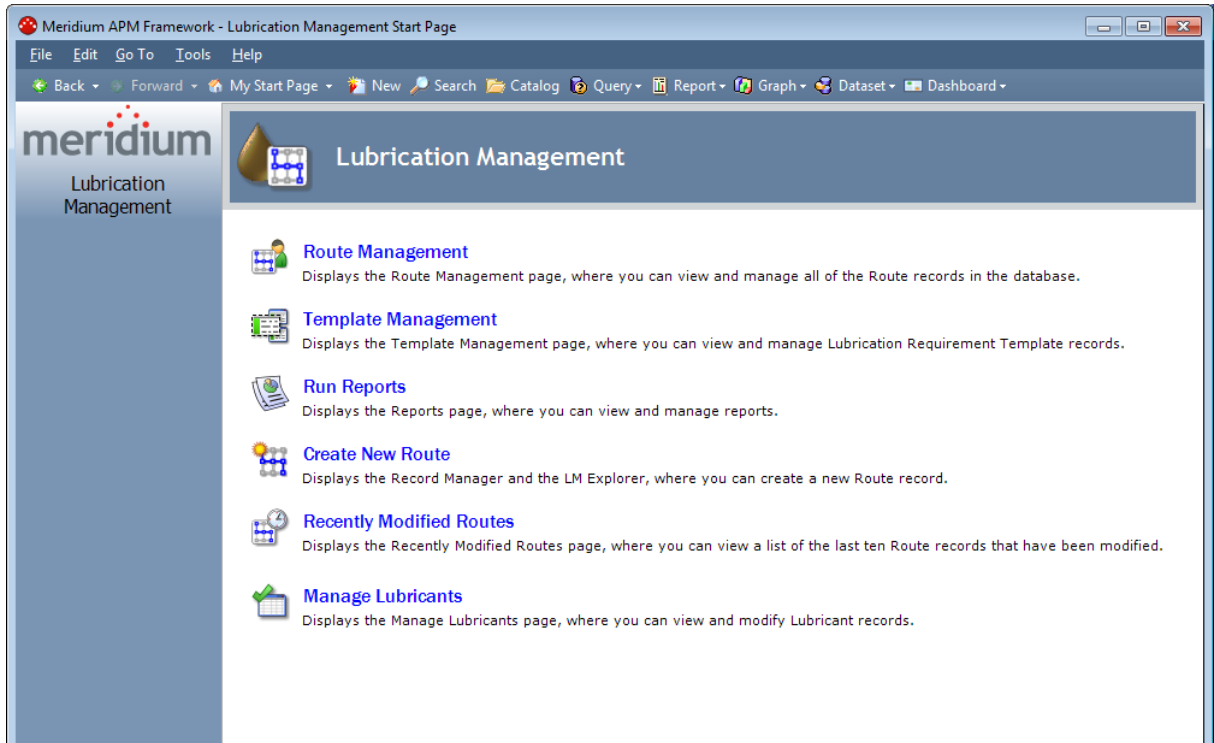 Meridium APM Framework - Lubrication Management Start Page
File Edit Go To Tools Help
Back Forward My Start Page New Search Catalog Query Report Graph Dataset Dashboard
meridium
Lubrication
Management
Lubrication Management
Route Management
Displays the Route Management page, where you can view and manage all of the Route records in the database.
Template Management
Displays the Template Management page, where you can view and manage Lubrication Requirement Template records.
Run Reports
Displays the Reports page, where you can view and manage reports.
Create New Route
Displays the Record Manager and the LM Explorer, where you can create a new Route record.
Recently Modified Routes
Displays the Recently Modified Routes page, where you can view a list of the last ten Route records that have been modified.
Manage Lubricants
Displays the Manage Lubricants page, where you can view and modify Lubricant records.